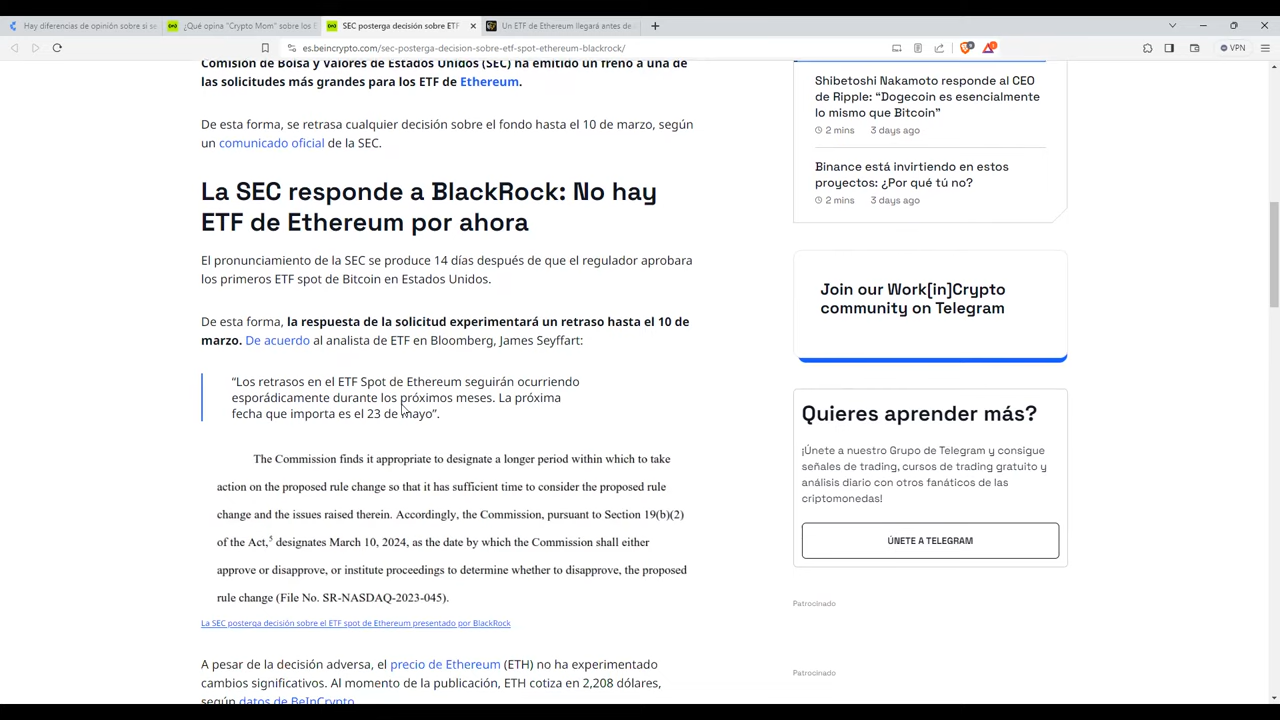 Hay diferencias de opinión sobre si se
¿Qué opina "Crypto Mom" sobre los E
SEC posterga decisión sobre ETF
Un ETF de Ethereum llegará antes de
es.beincrypto.com/sec-posterga-decision-sobre-etf-spot-ethereum-blackrock/
VPN
Comisión de Bolsa y Valores de Estados Unidos (SEC) ha emitido un freno a una de
las solicitudes más grandes para los ETF de Ethereum.
De esta forma, se retrasa cualquier decisión sobre el fondo hasta el 10 de marzo, según
un comunicado oficial de la SEC.
La SEC responde a BlackRock: No hay
ETF de Ethereum por ahora
El pronunciamiento de la SEC se produce 14 días después de que el regulador aprobara
los primeros ETF spot de Bitcoin en Estados Unidos.
De esta forma, la respuesta de la solicitud experimentará un retraso hasta el 10 de
marzo. De acuerdo al analista de ETF en Bloomberg, James Seyffart:
“Los retrasos en el ETF Spot de Ethereum seguirán ocurriendo
esporádicamente durante los próximos meses. La próxima
fecha que importa es el 23 de mayo”.
The Commission finds it appropriate to designate a longer period within which to take
action on the proposed rule change so that it has sufficient time to consider the proposed rule
change and the issues raised therein. Accordingly, the Commission, pursuant to Section 19(b)(2)
of the Act,5 designates March 10, 2024, as the date by which the Commission shall either
approve or disapprove, or institute proceedings to determine whether to disapprove, the proposed
rule change (File No. SR-NASDAQ-2023-045).
La SEC posterga decisión sobre el ETF spot de Ethereum presentado por BlackRock
A pesar de la decisión adversa, el precio de Ethereum (ETH) no ha experimentado
cambios significativos. Al momento de la publicación, ETH cotiza en 2,208 dólares,
según datos de BeInCrypto
Shibetoshi Nakamoto responde al CEO
de Ripple: “Dogecoin es esencialmente
lo mismo que Bitcoin”
2 mins 3 days ago
Binance está invirtiendo en estos
proyectos: ¿Por qué tú no?
2 mins 3 days ago
Join our Work[in]Crypto
community on Telegram
Quieres aprender más?
¡Únete a nuestro Grupo de Telegram y consigue
señales de trading, cursos de trading gratuito y
análisis diario con otros fanáticos de las
criptomonedas!
ÚNETE A TELEGRAM
Patrocinado
Patrocinado